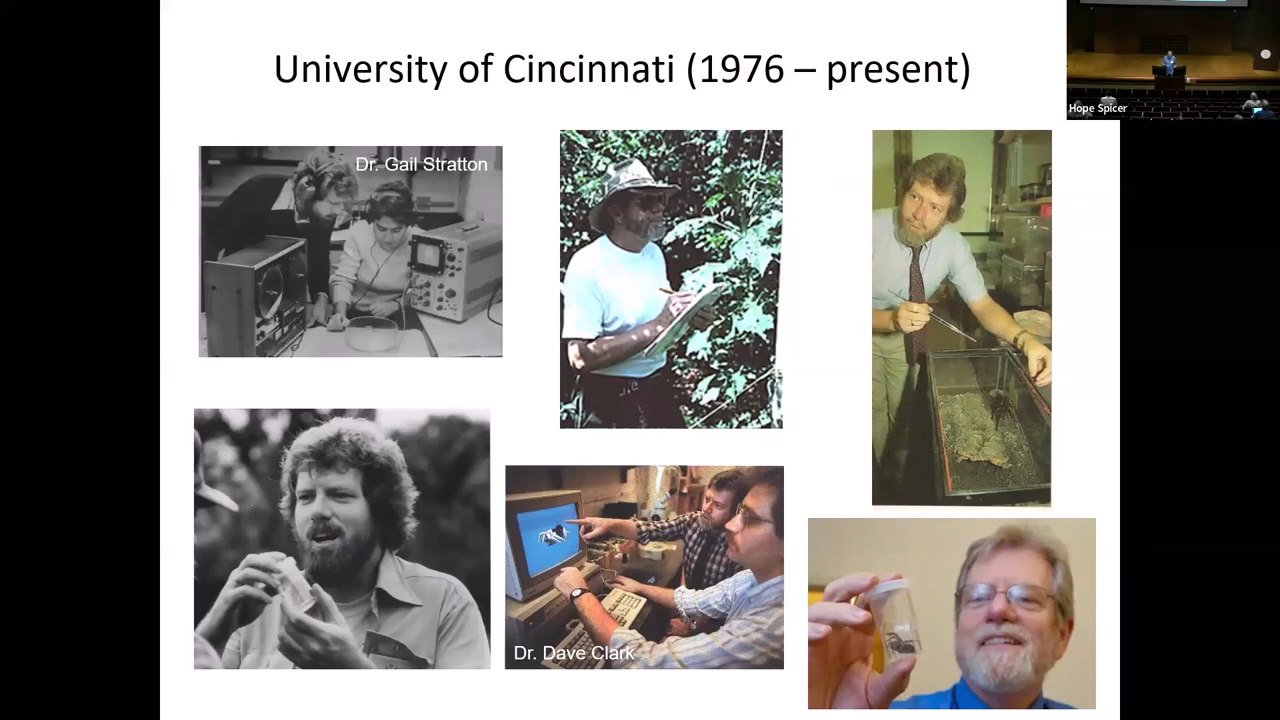 University of Cincinnati (1976 – present)
Hope Spicer
Dr. Gail Stratton
Dr. Dave Clark